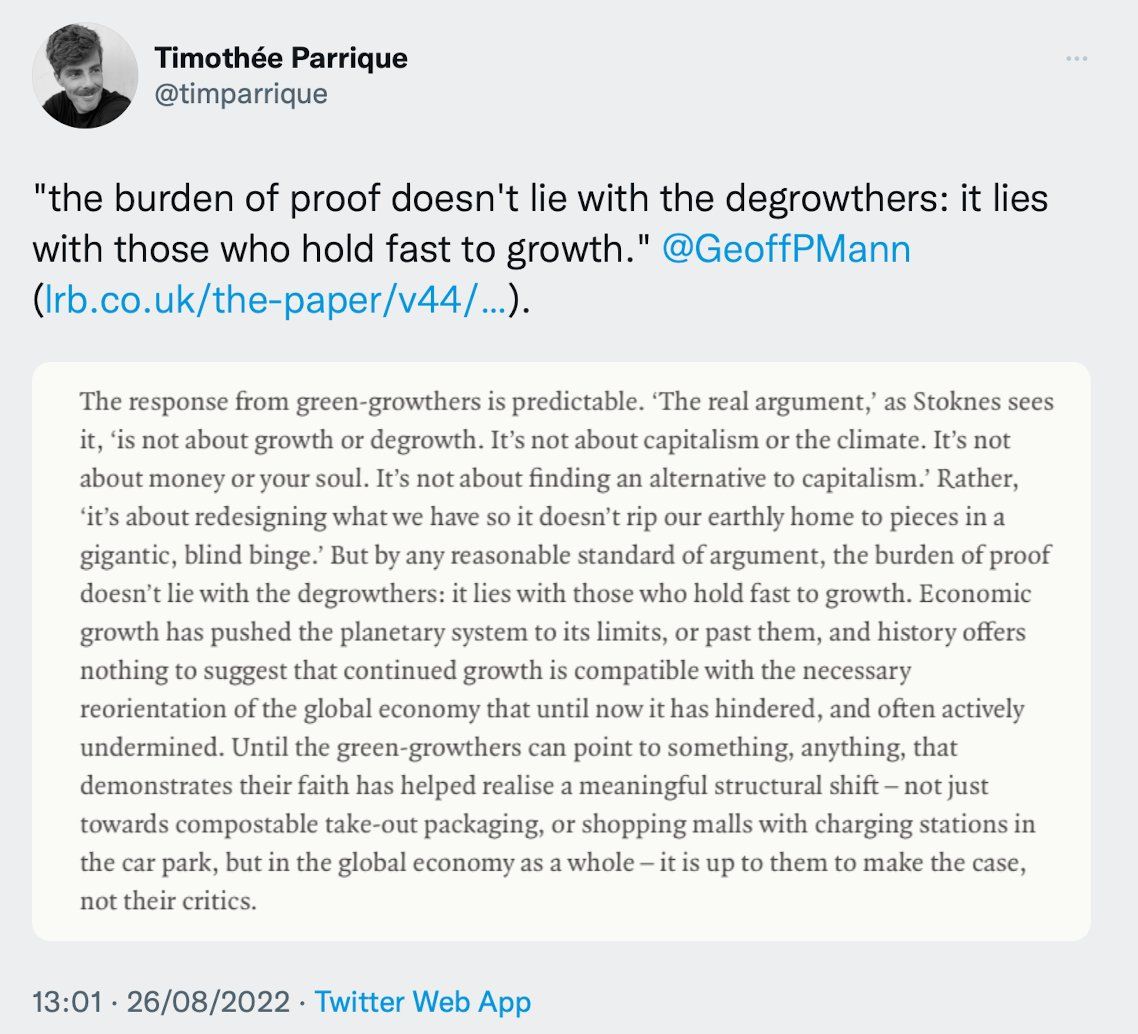 Timothée Parrique
@timparrique
"the burden of proof doesn't lie with the degrowthers: it lies
with those who hold fast to growth." @GeoffPMann
(lrb.co.uk/the-paper/v44/…).
The response from green-growthers is predictable. ‘The real argument,’ as Stoknes sees
it, ‘is not about growth or degrowth. It’s not about capitalism or the climate. It’s not
about money or your soul. It’s not about finding an alternative to capitalism.’ Rather,
‘it’s about redesigning what we have so it doesn’t rip our earthly home to pieces in a
gigantic, blind binge.’ But by any reasonable standard of argument, the burden of proof
doesn’t lie with the degrowthers: it lies with those who hold fast to growth. Economic
growth has pushed the planetary system to its limits, or past them, and history offers
nothing to suggest that continued growth is compatible with the necessary
reorientation of the global economy that until now it has hindered, and often actively
undermined. Until the green-growthers can point to something, anything, that
demonstrates their faith has helped realise a meaningful structural shift – not just
towards compostable take-out packaging, or shopping malls with charging stations in
the car park, but in the global economy as a whole – it is up to them to make the case,
not their critics.
13:01 · 26/08/2022 · Twitter Web App